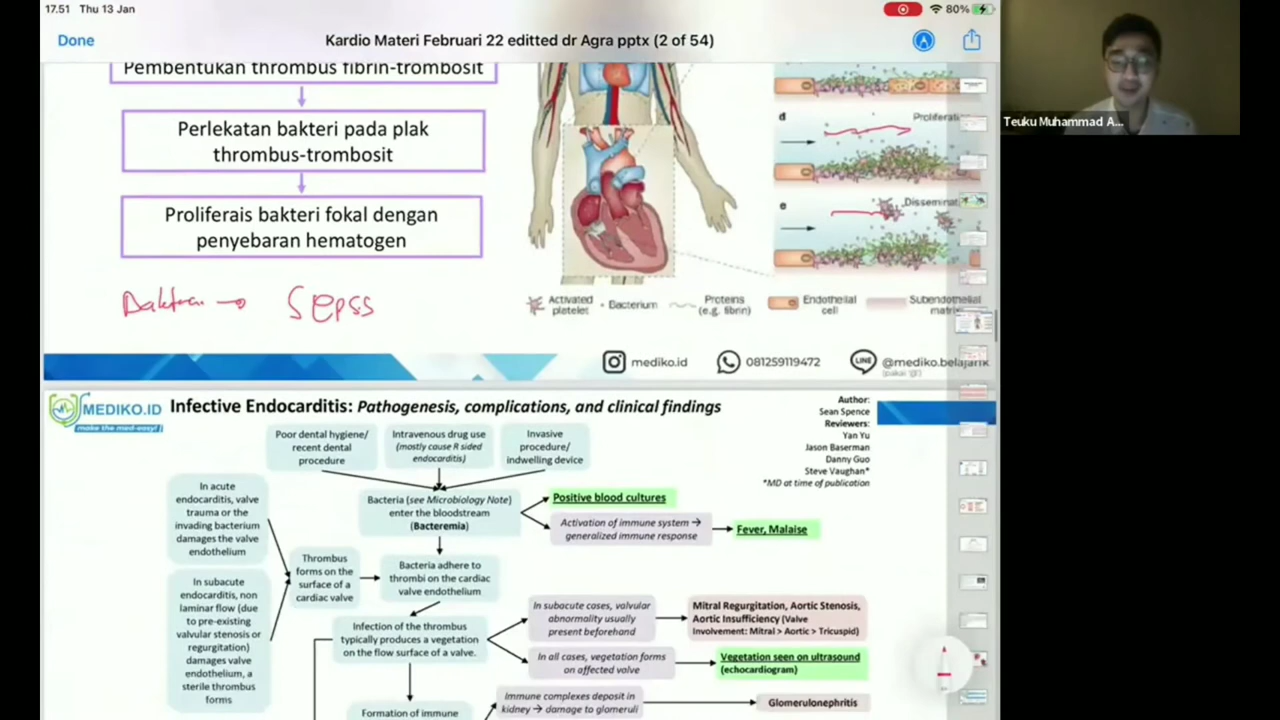 17.51 Thu 13 Jan
80%
Done
Kardio Materi Februari 22 editted dr Agra pptx (2 of 54)
Teuku Muhammad A...
Pembentukan thrombus fibrin-trombosit
Perlekatan bakteri pada plak
thrombus-trombosit
Proliferais bakteri fokal dengan
penyebaran hematogen
Sepss
d
e
Activated
platelet
Bacterium
Proteins
(e.g. fibrin)
Endothelial
cell
Subendothelial
mediko.id
081259119472
LINE
@mediko.belajarfk
MEDIKO.ID
make the med-easy!
Infective Endocarditis: Pathogenesis, complications, and clinical findings
Author:
Sean Spence
Reviewers:
Yan Yu
Jason Baserman
Danny Guo
Steve Vaughan*
*MD at time of publication
Poor dental hygiene/
recent dental
procedure
Intravenous drug use
(mostly cause R sided
endocarditis)
Invasive
procedure/
indwelling device
In acute
endocarditis, valve
trauma or the
invading bacterium
damages the valve
endothelium
Bacteria (see Microbiology Note)
enter the bloodstream
(Bacteremia)
Positive blood cultures
Activation of immune system →
generalized immune response
Fever, Malaise
Thrombus
forms on the
surface of a
cardiac valve
Bacteria adhere to
thrombi on the cardiac
valve endothelium
In subacute
endocarditis, non
laminar flow (due
to pre-existing
valvular stenosis or
regurgitation)
damages valve
endothelium, a
sterile thrombus
forms
Infection of the thrombus
typically produces a vegetation
on the flow surface of a valve.
In subacute cases, valvular
abnormality usually
present beforehand
Mitral Regurgitation, Aortic Stenosis,
Aortic Insufficiency (Valve
Involvement: Mitral > Aortic > Tricuspid)
In all cases, vegetation forms
on affected valve
Vegetation seen on ultrasound
(echocardiogram)
Formation of immune
Immune complexes deposit in
kidney → damage to glomeruli
Glomerulonephritis